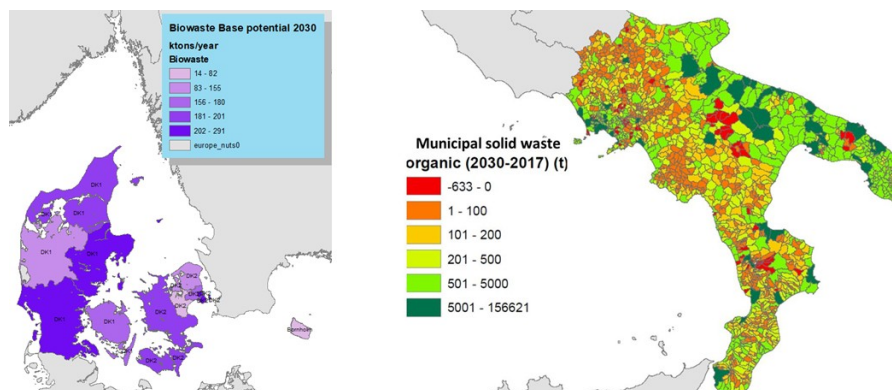 Biowaste Base potential 2030
ktons/year
Biowaste
14 - 82
83 - 155
156 - 180
181 - 201
202 - 291
europe_nuts0
DK1
DK1
DK1
DK1
DK1
DK1
DK2
DK2
DK2
DK2
DK2
Bornholm
Municipal solid waste
organic (2030-2017) (t)
-633 - 0
1 - 100
101 - 200
201 - 500
501 - 5000
5001 - 156621